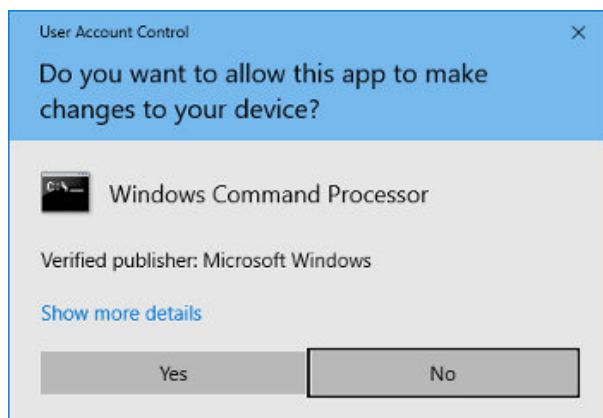 User Account Control
Do you want to allow this app to make
changes to your device?
C:\_
Windows Command Processor
Verified publisher: Microsoft Windows
Show more details
Yes
No